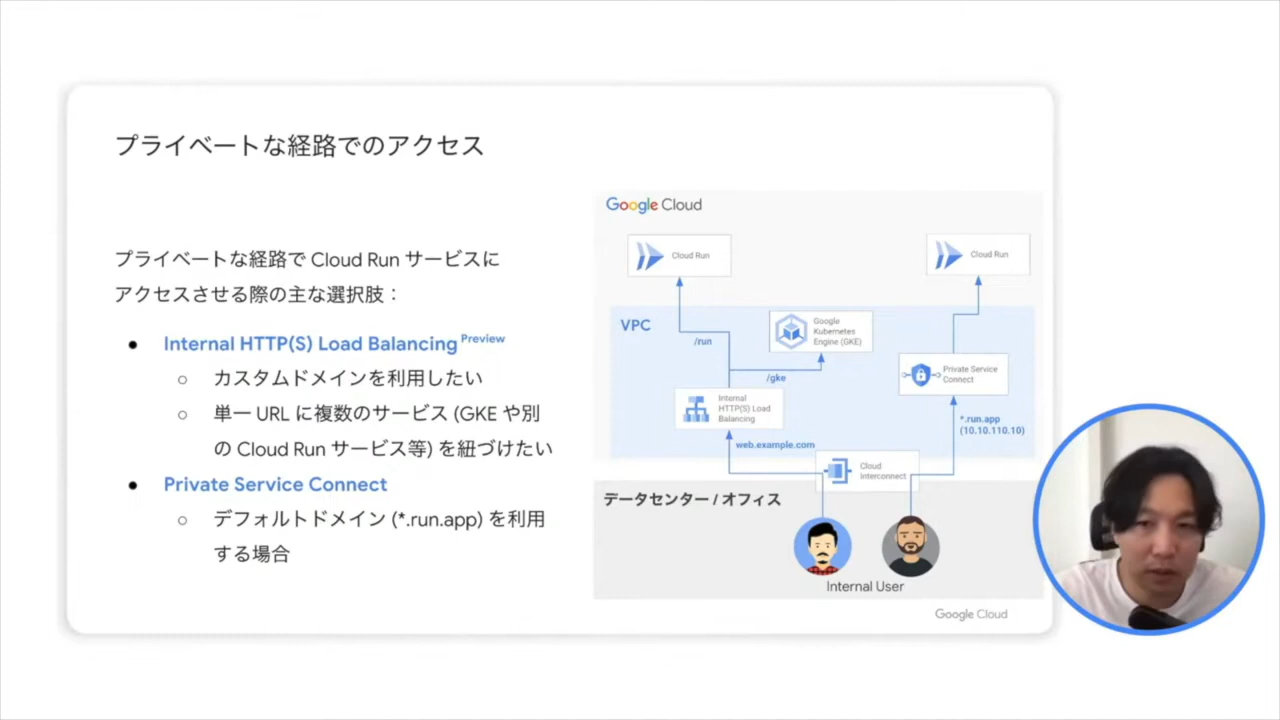 プライベートな経路でのアクセス
プライベートな経路で Cloud Run サービスに
アクセスさせる際の主な選択肢：
● Internal HTTP(S) Load Balancing Preview
○ カスタムドメインを利用したい
○ 単一 URL に複数のサービス (GKE や別
の Cloud Run サービス等) を紐づけたい
● Private Service Connect
○ デフォルトドメイン (*.run.app) を利用
する場合
Google Cloud
Cloud Run
Cloud Run
VPC
Google
Kubernetes
Engine (GKE)
/run
/gke
Private Service
Connect
Internal
HTTP(S) Load
Balancing
*.run.app
(10.10.110.10)
web.example.com
Cloud
Interconnect
データセンター / オフィス
Internal User
Google Cloud